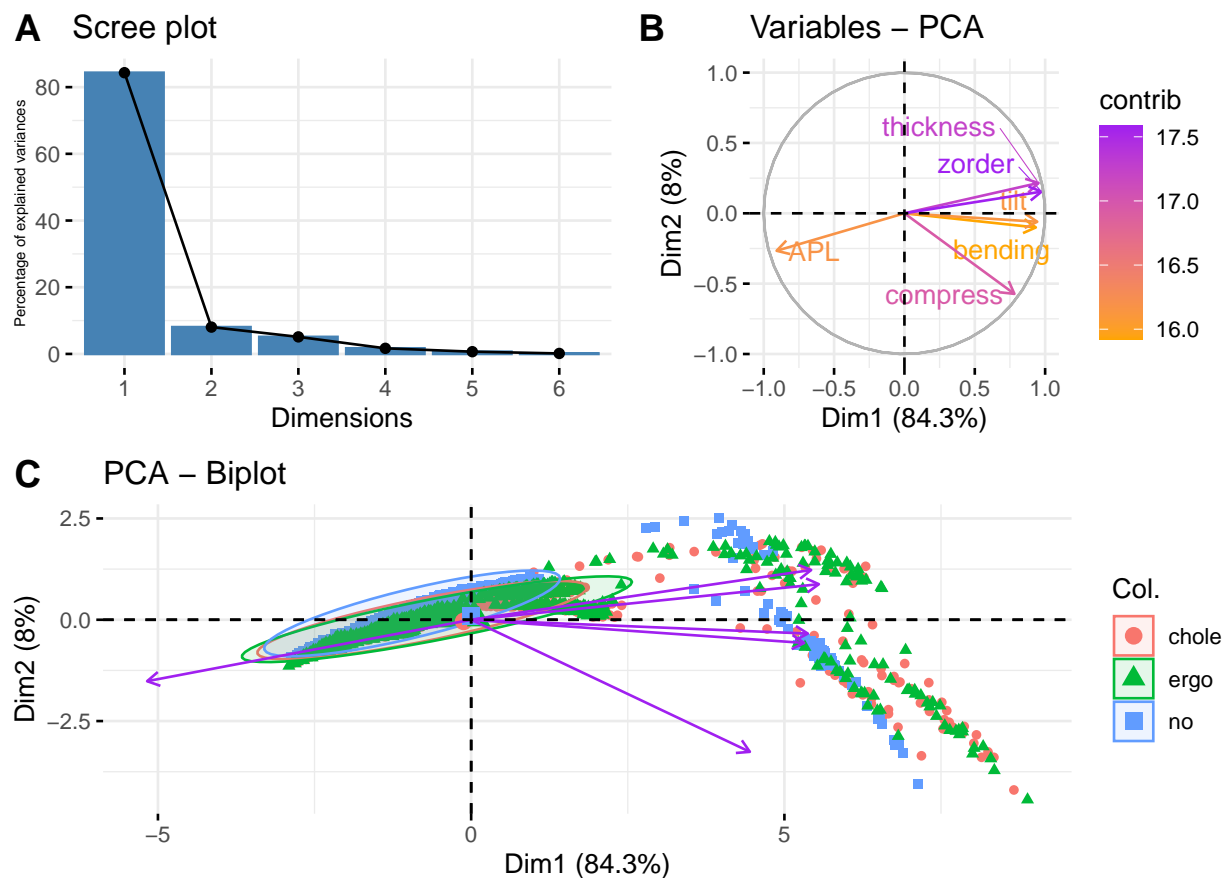 A Scree plot
Percentage of explained variances
80
60
40
20
0
1 2 3 4 5 6
Dimensions
B Variables – PCA
Dim2 (8%)
1.0
0.5
0.0
−0.5
−1.0
thickness
zorder
tilt
bending
APL
compress
−1.0 −0.5 0.0 0.5 1.0
Dim1 (84.3%)
contrib
17.5
17.0
16.5
16.0
C PCA – Biplot
Dim2 (8%)
2.5
0.0
−2.5
−5 0 5
Dim1 (84.3%)
Col.
chole
ergo
no